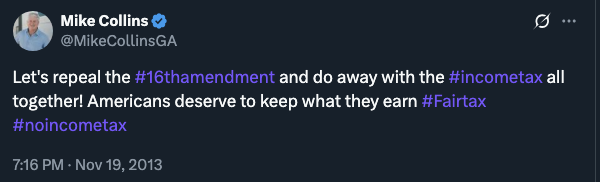 Mike Collins
@MikeCollinsGA
Let's repeal the #16thamendment and do away with the #incometax all
together! Americans deserve to keep what they earn #Fairtax
#noincometax
7:16 PM · Nov 19, 2013